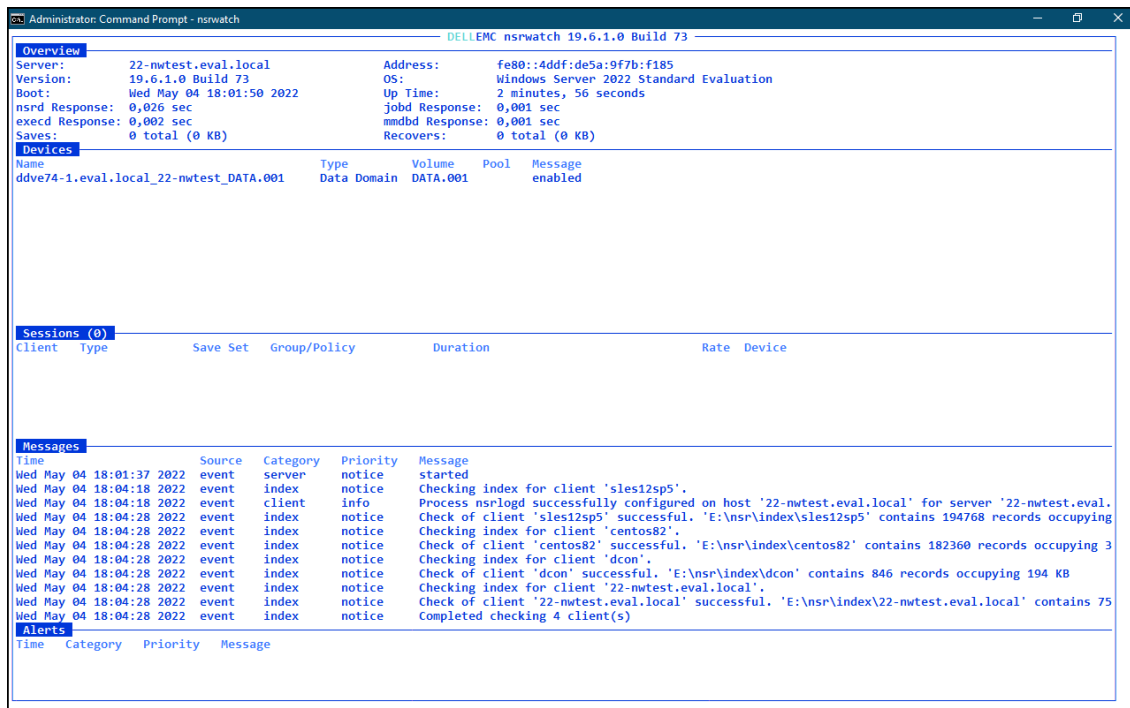 Administrator: Command Prompt - nsrwatch
DELLEMC nsrwatch 19.6.1.0 Build 73
Overview
Server: 22-nwtest.eval.local Address: fe80::4ddf:de5a:9f7b:f185
Version: 19.6.1.0 Build 73 OS: Windows Server 2022 Standard Evaluation
Boot: Wed May 04 18:01:50 2022 Up Time: 2 minutes, 56 seconds
nsrd Response: 0,026 sec jobd Response: 0,001 sec
execd Response: 0,002 sec mmdbd Response: 0,001 sec
Saves: 0 total (0 KB) Recovers: 0 total (0 KB)
Devices
Name Type Volume Pool Message
ddve74-1.eval.local_22-nwtest_DATA.001 Data Domain DATA.001 enabled
Sessions (0)
Client Type Save Set Group/Policy Duration Rate Device
Messages
Time Source Category Priority Message
Wed May 04 18:01:37 2022 event server notice started
Wed May 04 18:04:18 2022 event index notice Checking index for client 'sles12sp5'.
Wed May 04 18:04:28 2022 event client info Process nsrlogd successfully configured on host '22-nwtest.eval.local' for server '22-nwtest.eval.
Wed May 04 18:04:28 2022 event index notice Check of client 'sles12sp5' successful. 'E:\nsr\index\sles12sp5' contains 194768 records occupying
Wed May 04 18:04:28 2022 event index notice Checking index for client 'centos82'.
Wed May 04 18:04:28 2022 event index notice Check of client 'centos82' successful. 'E:\nsr\index\centos82' contains 182360 records occupying 3
Wed May 04 18:04:28 2022 event index notice Checking index for client 'dcon'.
Wed May 04 18:04:28 2022 event index notice Check of client 'dcon' successful. 'E:\nsr\index\dcon' contains 846 records occupying 194 KB
Wed May 04 18:04:28 2022 event index notice Checking index for client '22-nwtest.eval.local'.
Wed May 04 18:04:28 2022 event index notice Check of client '22-nwtest.eval.local' successful. 'E:\nsr\index\22-nwtest.eval.local' contains 75
Wed May 04 18:04:28 2022 event index notice Completed checking 4 client(s)
Alerts
Time Category Priority Message